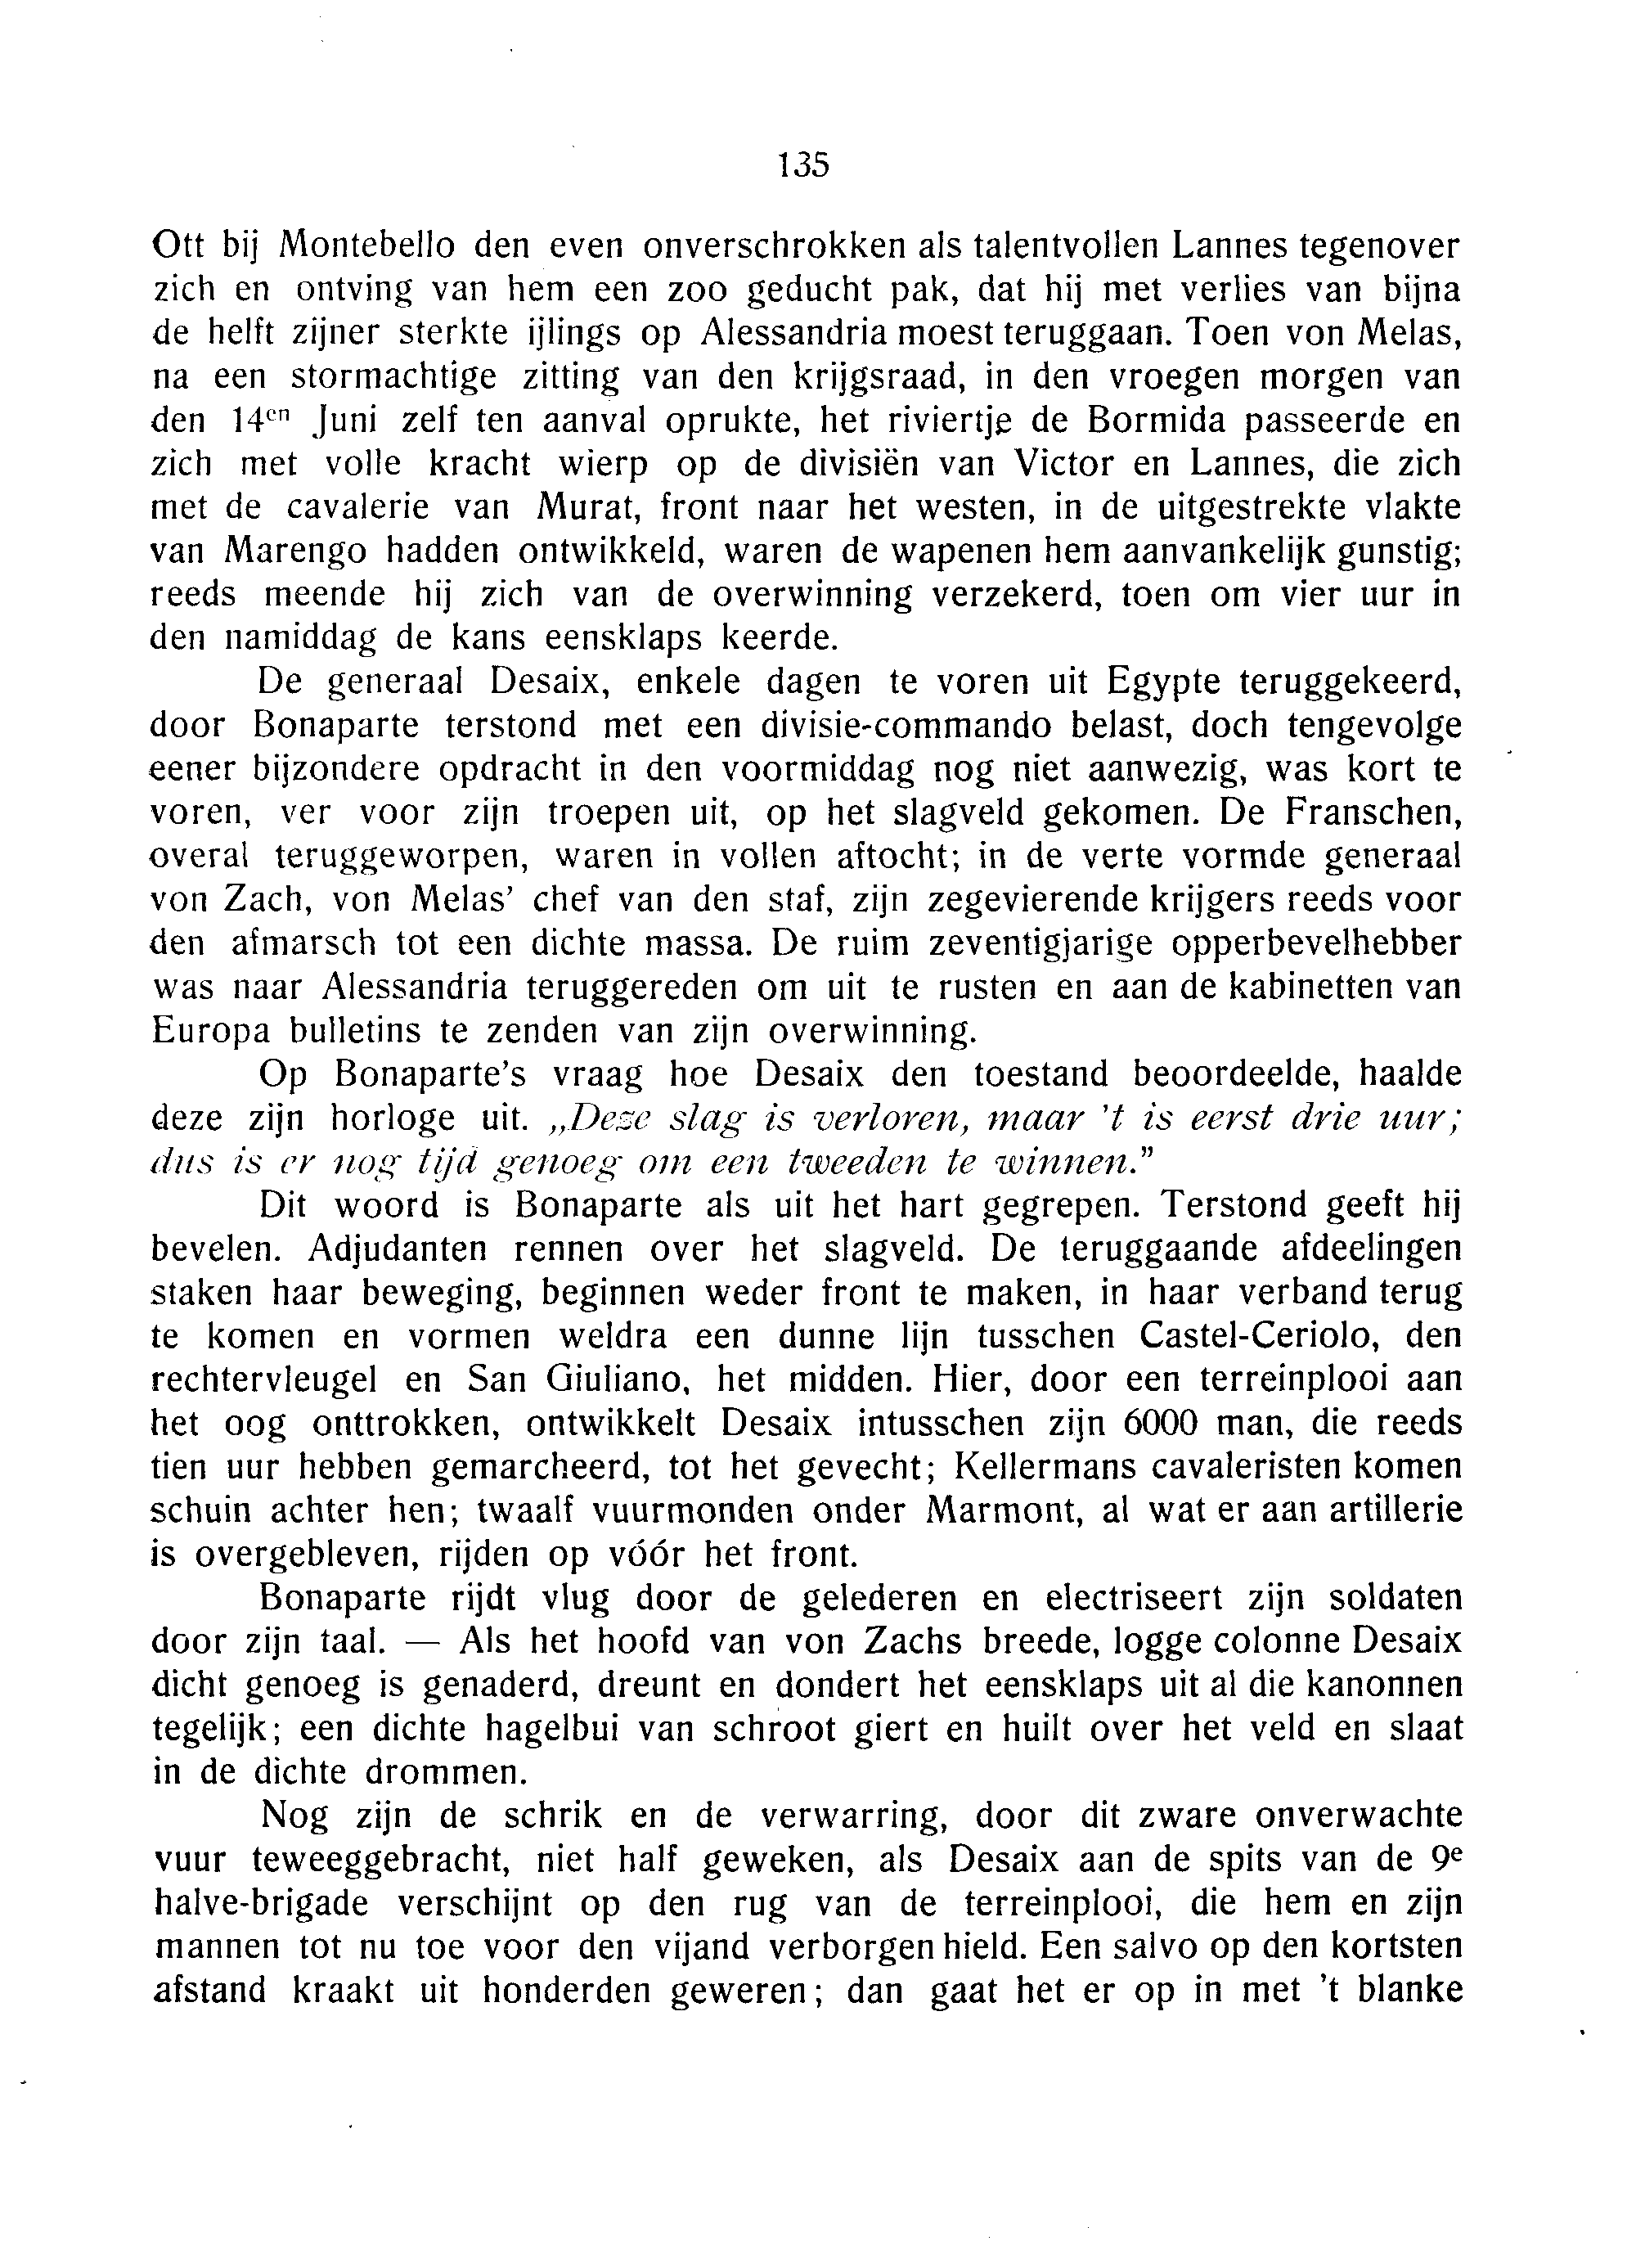 135
Ott bij Montebello den even onverschrokken als talentvollen Lannes tegenover
zich en ontving van hem een zoo geducht pak, dat hij met verlies van bijna
de helft zijner sterkte ijlings op Alessandria moest teruggaan. Toen von Melas,
na een stormachtige zitting van den krijgsraad, in den vroegen morgen van
den 14en Juni zelf ten aanval oprukte, het riviertje de Bormida passeerde en
zich met volle kracht wierp op de divisiën van Victor en Lannes, die zich
met de cavalerie van Murat, front naar het westen, in de uitgestrekte vlakte
van Marengo hadden ontwikkeld, waren de wapenen hem aanvankelijk gunstig;
reeds meende hij zich van de overwinning verzekerd, toen om vier uur in
den namiddag de kans eensklaps keerde.
De generaal Desaix, enkele dagen te voren uit Egypte teruggekeerd,
door Bonaparte terstond met een divisie-commando belast, doch tengevolge
eener bijzondere opdracht in den voormiddag nog niet aanwezig, was kort te
voren, ver voor zijn troepen uit, op het slagveld gekomen. De Franschen,
overal teruggeworpen, waren in vollen aftocht; in de verte vormde generaal
von Zach, von Melas' chef van den staf, zijn zegevierende krijgers reeds voor
den afmarsch tot een dichte massa. De ruim zeventigjarige opperbevelhebber
was naar Alessandria teruggereden om uit te rusten en aan de kabinetten van
Europa bulletins te zenden van zijn overwinning.
Op Bonaparte's vraag hoe Desaix den toestand beoordeelde, haalde
deze zijn horloge uit. „Deze slag is verloren, maar 't is eerst drie uur;
dus is er nog tijd genoeg om een tweeden te winnen."
Dit woord is Bonaparte als uit het hart gegrepen. Terstond geeft hij
bevelen. Adjudanten rennen over het slagveld. De teruggaande afdeelingen
staken haar beweging, beginnen weder front te maken, in haar verband terug
te komen en vormen weldra een dunne lijn tusschen Castel-Ceriolo, den
rechtervleugel en San Giuliano, het midden. Hier, door een terreinplooi aan
het oog onttrokken, ontwikkelt Desaix intusschen zijn 6000 man, die reeds
tien uur hebben gemarcheerd, tot het gevecht; Kellermans cavaleristen komen
schuin achter hen; twaalf vuurmonden onder Marmont, al wat er aan artillerie
is overgebleven, rijden op vóór het front.
Bonaparte rijdt vlug door de gelederen en electriseert zijn soldaten
door zijn taal. — Als het hoofd van von Zachs breede, logge colonne Desaix
dicht genoeg is genaderd, dreunt en dondert het eensklaps uit al die kanonnen
tegelijk; een dichte hagelbui van schroot giert en huilt over het veld en slaat
in de dichte drommen.
Nog zijn de schrik en de verwarring, door dit zware onverwachte
vuur teweeggebracht, niet half geweken, als Desaix aan de spits van de 9e
halve-brigade verschijnt op den rug van de terreinplooi, die hem en zijn
mannen tot nu toe voor den vijand verborgen hield. Een salvo op den kortsten
afstand kraakt uit honderden geweren; dan gaat het er op in met 't blanke